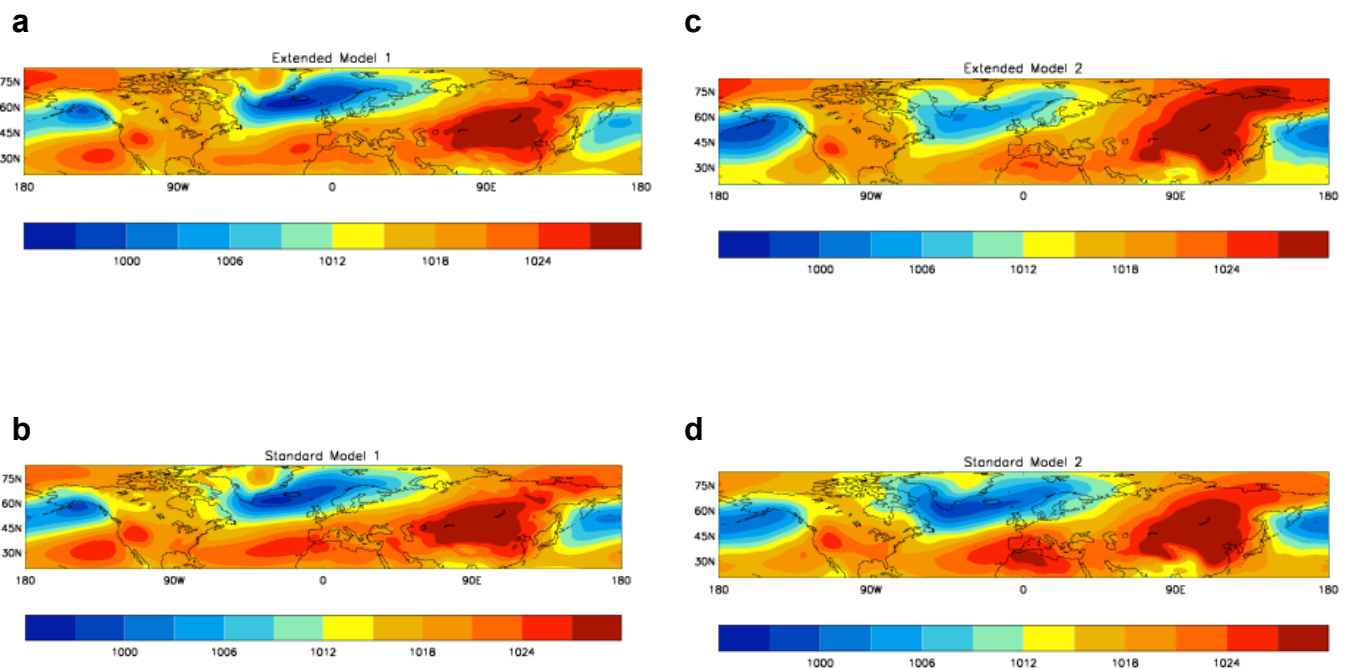 a
Extended Model 1
75N
60N
45N
30N
180 90W 0 90E 180
1000 1006 1012 1018 1024
b
Standard Model 1
75N
60N
45N
30N
180 90W 0 90E 180
1000 1006 1012 1018 1024
c
Extended Model 2
75N
60N
45N
30N
180 90W 0 90E 180
1000 1006 1012 1018 1024
d
Standard Model 2
75N
60N
45N
30N
180 90W 0 90E 180
1000 1006 1012 1018 1024